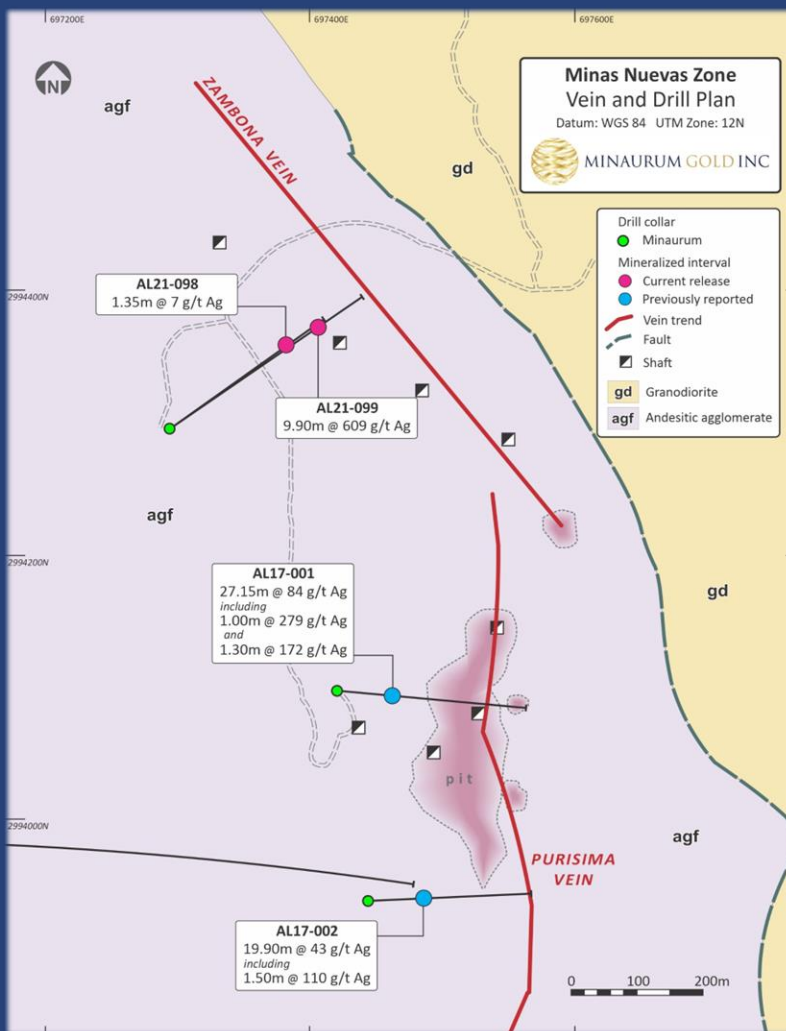 697200E
697400E
697600E
N
agf
ZAMBONA VEIN
gd
Minas Nuevas Zone
Vein and Drill Plan
Datum: WGS 84 UTM Zone: 12N
MINAURUM GOLD INC
Drill collar
Minaurum
Mineralized interval
Current release
Previously reported
Vein trend
Fault
Shaft
gd Granodiorite
agf Andesitic agglomerate
2994400N
AL21-098
1.35m @ 7 g/t Ag
AL21-099
9.90m @ 609 g/t Ag
agf
2994200N
AL17-001
27.15m @ 84 g/t Ag
including
1.00m @ 279 g/t Ag
and
1.30m @ 172 g/t Ag
gd
pit
2994000N
agf
PURISIMA
VEIN
AL17-002
19.90m @ 43 g/t Ag
including
1.50m @ 110 g/t Ag
0 100 200m